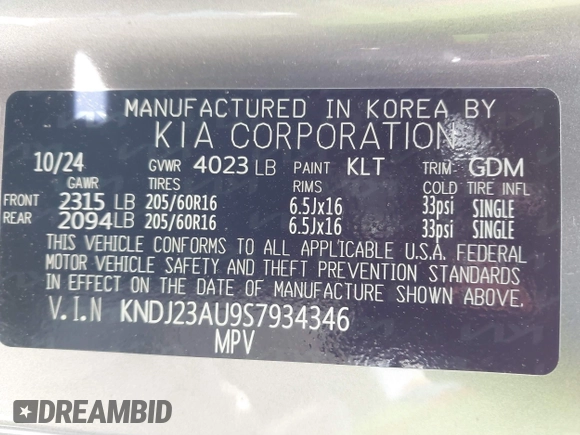 MANUFACTURED IN KOREA BY
KIA CORPORATION
10/24 GVWR 4023 LB PAINT KLT TRIM GDM
GAWR TIRES RIMS COLD TIRE INFL
FRONT 2315 LB 205/60R16 6.5Jx16 33psi SINGLE
REAR 2094 LB 205/60R16 6.5Jx16 33psi SINGLE
THIS VEHICLE CONFORMS TO ALL APPLICABLE U.S.A. FEDERAL
MOTOR VEHICLE SAFETY AND THEFT PREVENTION STANDARDS
IN EFFECT ON THE DATE OF MANUFACTURE SHOWN ABOVE.
V.I.N KNDJ23AU9S7934346
MPV
DREAMBID